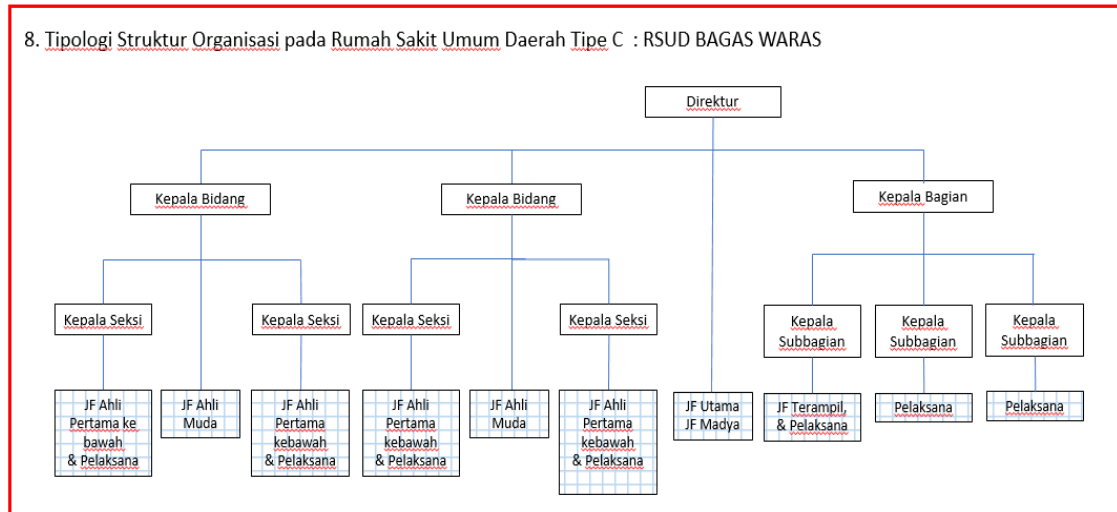 8. Tipologi Struktur Organisasi pada Rumah Sakit Umum Daerah Tipe C : RSUD BAGAS WARAS
Direktur
Kepala Bidang
Kepala Bidang
Kepala Bagian
Kepala Seksi
Kepala Seksi
Kepala Seksi
Kepala Seksi
Kepala
Subbagian
Kepala
Subbagian
Kepala
Subbagian
JF Ahli
Pertama ke
bawah
& Pelaksana
JF Ahli
Muda
JF Ahli
Pertama
kebawah
& Pelaksana
JF Ahli
Pertama
kebawah
& Pelaksana
JF Ahli
Muda
JF Ahli
Pertama
kebawah
& Pelaksana
JF Utama
JF Madya
JF Terampil,
& Pelaksana
Pelaksana
Pelaksana